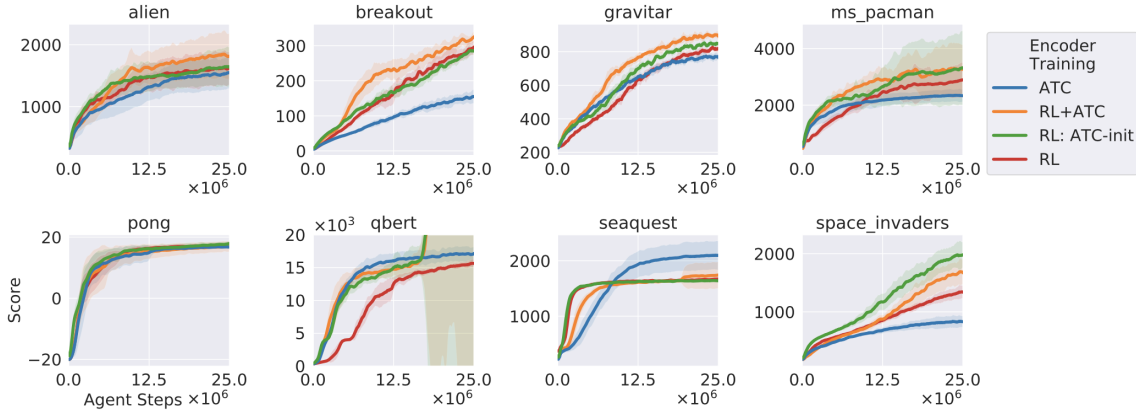 alien
breakout
gravitar
ms_pacman
2000
1000
0.0 12.5 25.0
×10⁶
300
200
100
0
0.0 12.5 25.0
×10⁶
800
600
400
200
0.0 12.5 25.0
×10⁶
4000
2000
0.0 12.5 25.0
×10⁶
Encoder
Training
ATC
RL+ATC
RL: ATC-init
RL
pong
qbert
seaquest
space_invaders
Score
20
0
−20
0.0 12.5 25.0
Agent Steps ×10⁶
×10³
20
15
10
5
0
0.0 12.5 25.0
×10⁶
2000
1000
0.0 12.5 25.0
×10⁶
2000
1000
0.0 12.5 25.0
×10⁶